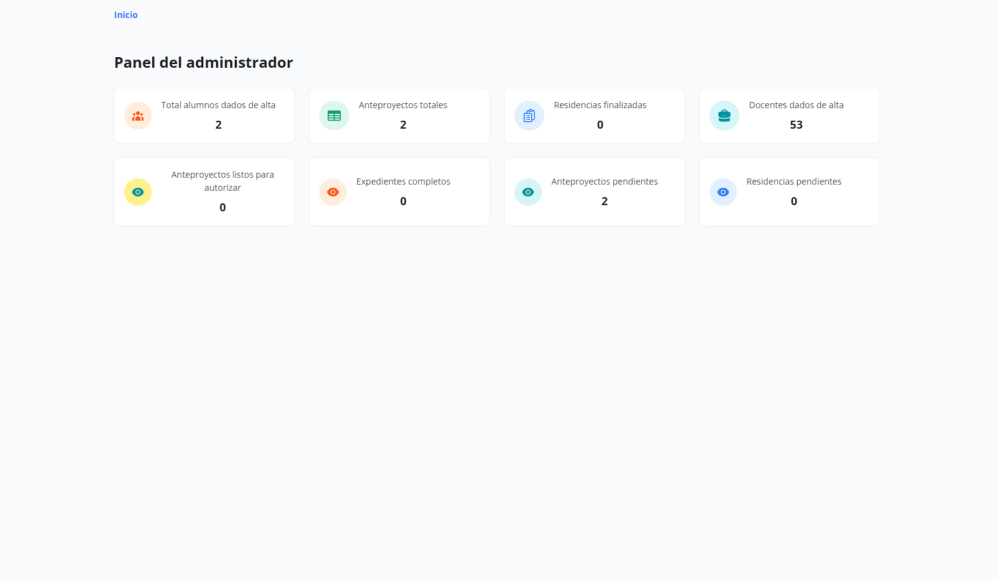 Inicio
Panel del administrador
Total alumnos dados de alta
2
Anteproyectos totales
2
Residencias finalizadas
0
Docentes dados de alta
53
Anteproyectos listos para
autorizar
0
Expedientes completos
0
Anteproyectos pendientes
2
Residencias pendientes
0